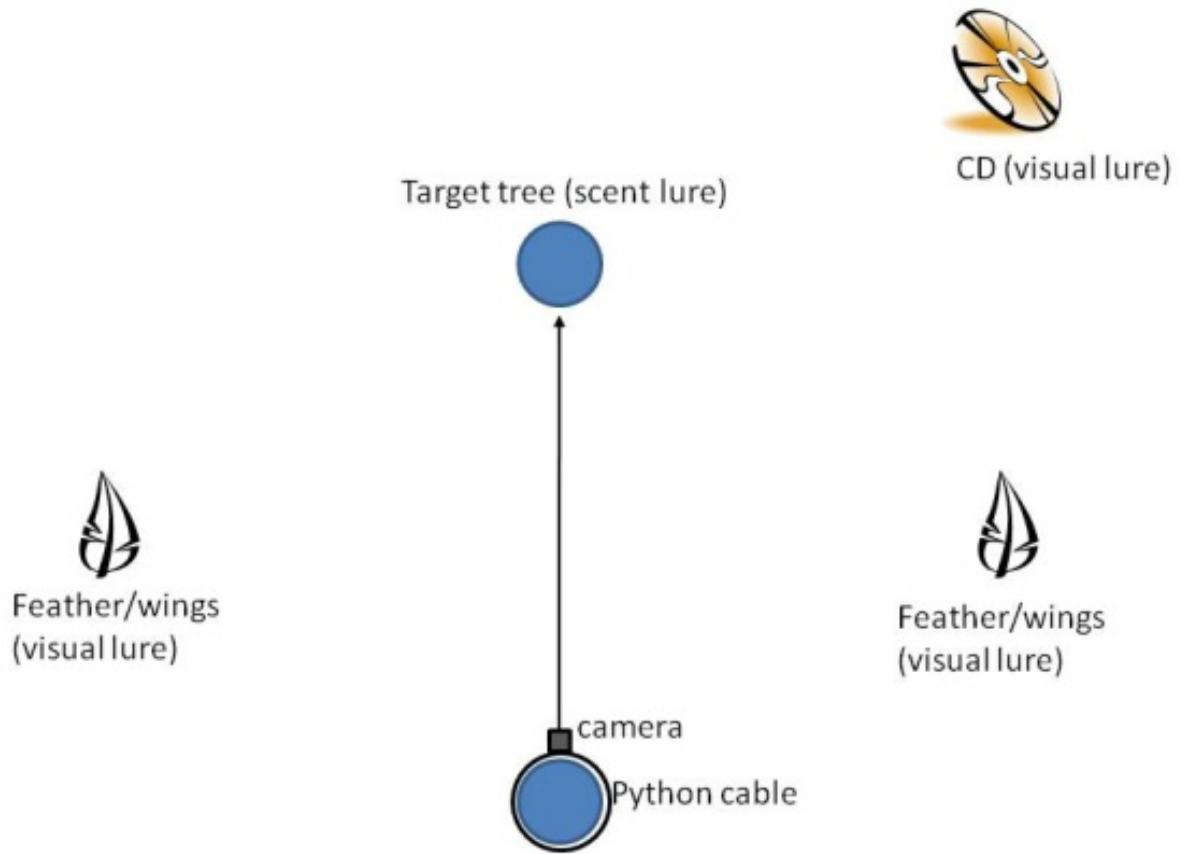 CD (visual lure)
Target tree (scent lure)
Feather/wings
(visual lure)
Feather/wings
(visual lure)
camera
Python cable